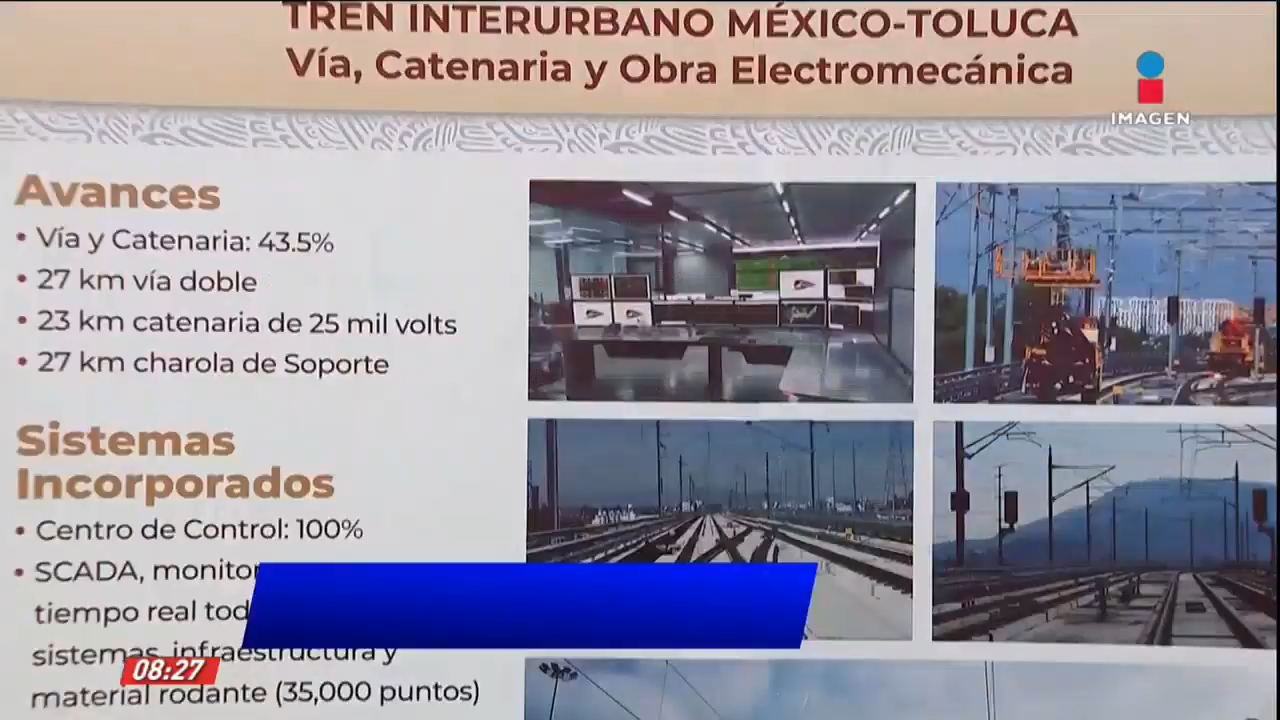 TREN INTERURBANO MÉXICO-TOLUCA
Vía, Catenaria y Obra Electromecánica
IMAGEN
Avances
• Vía y Catenaria: 43.5%
• 27 km vía doble
• 23 km catenaria de 25 mil volts
• 27 km charola de Soporte
Sistemas
Incorporados
• Centro de Control: 100%
• SCADA,
tiempo real
sistemas, infraestructura y
material rodante (35,000 puntos)
08:27